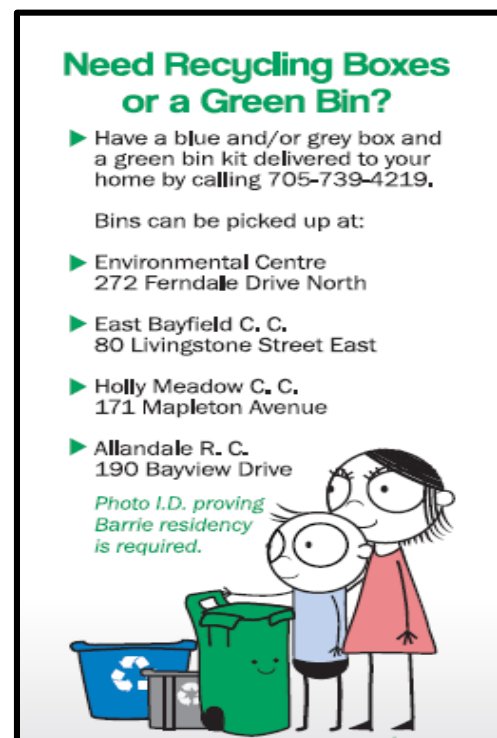 Need Recycling Boxes
or a Green Bin?
Have a blue and/or grey box and
a green bin kit delivered to your
home by calling 705-739-4219.
Bins can be picked up at:
Environmental Centre
272 Ferndale Drive North
East Bayfield C. C.
80 Livingstone Street East
Holly Meadow C. C.
171 Mapleton Avenue
Allandale R. C.
190 Bayview Drive
Photo I.D. proving
Barrie residency
is required.